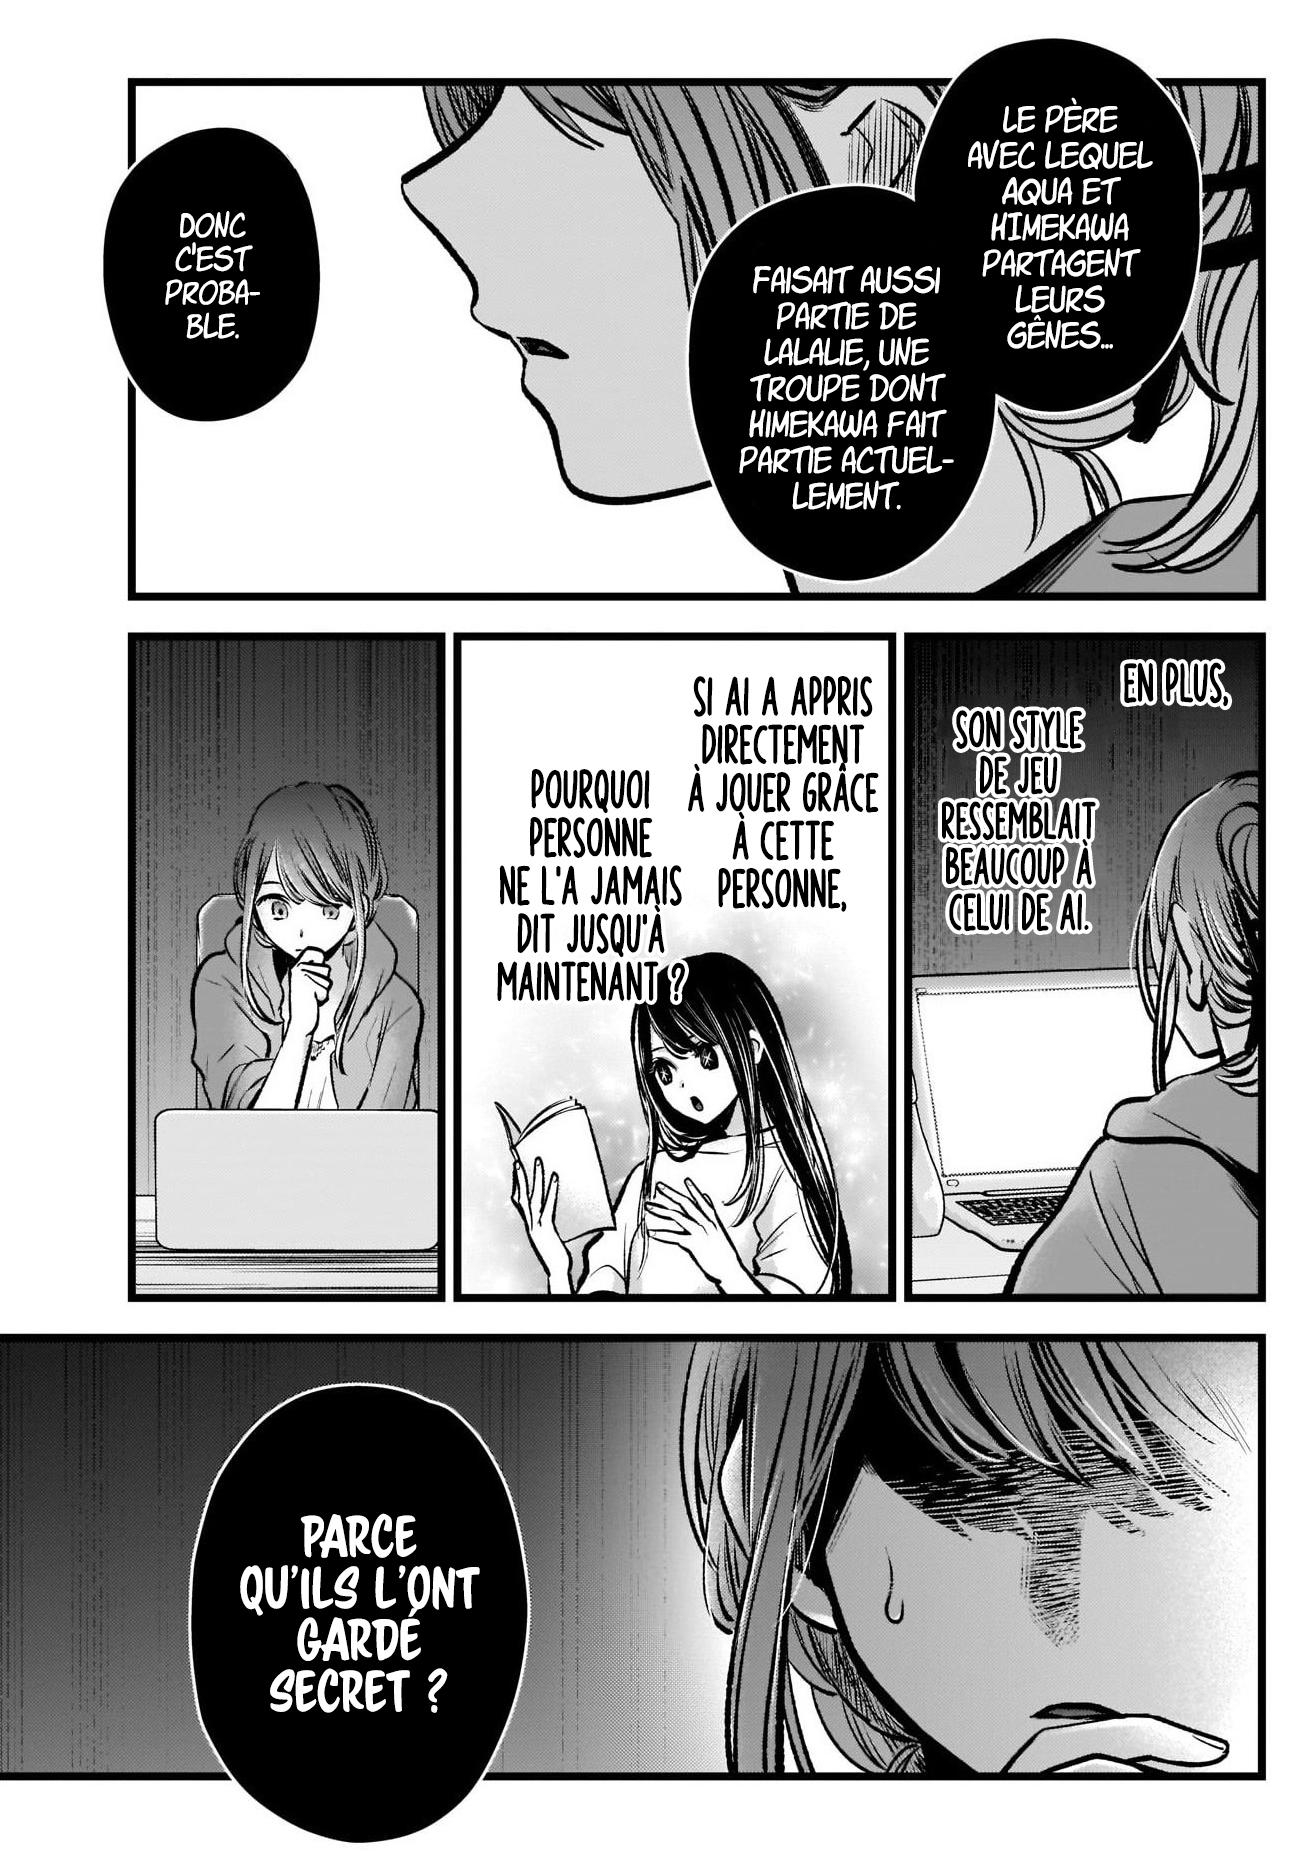 LE PÈRE
AVEC LEQUEL
AQUA ET
HIMEKAWA
PARTAGENT
LEURS
GÊNES...
FAISAIT AUSSI
PARTIE DE
LALALIE, UNE
TROUPE DONT
HIMEKAWA FAIT
PARTIE ACTUEL-
LEMENT.
DONC
C'EST
PROBA-
BLE.
EN PLUS,
SON STYLE
DE JEU
RESSEMBLAIT
BEAUCOUP À
CELUI DE AI.
SI AI A APPRIS
DIRECTEMENT
À JOUER GRÂCE
À CETTE
PERSONNE,
POURQUOI
PERSONNE
NE L'A JAMAIS
DIT JUSQU'À
MAINTENANT ?
PARCE
QU'ILS L'ONT
GARDÉ
SECRET ?